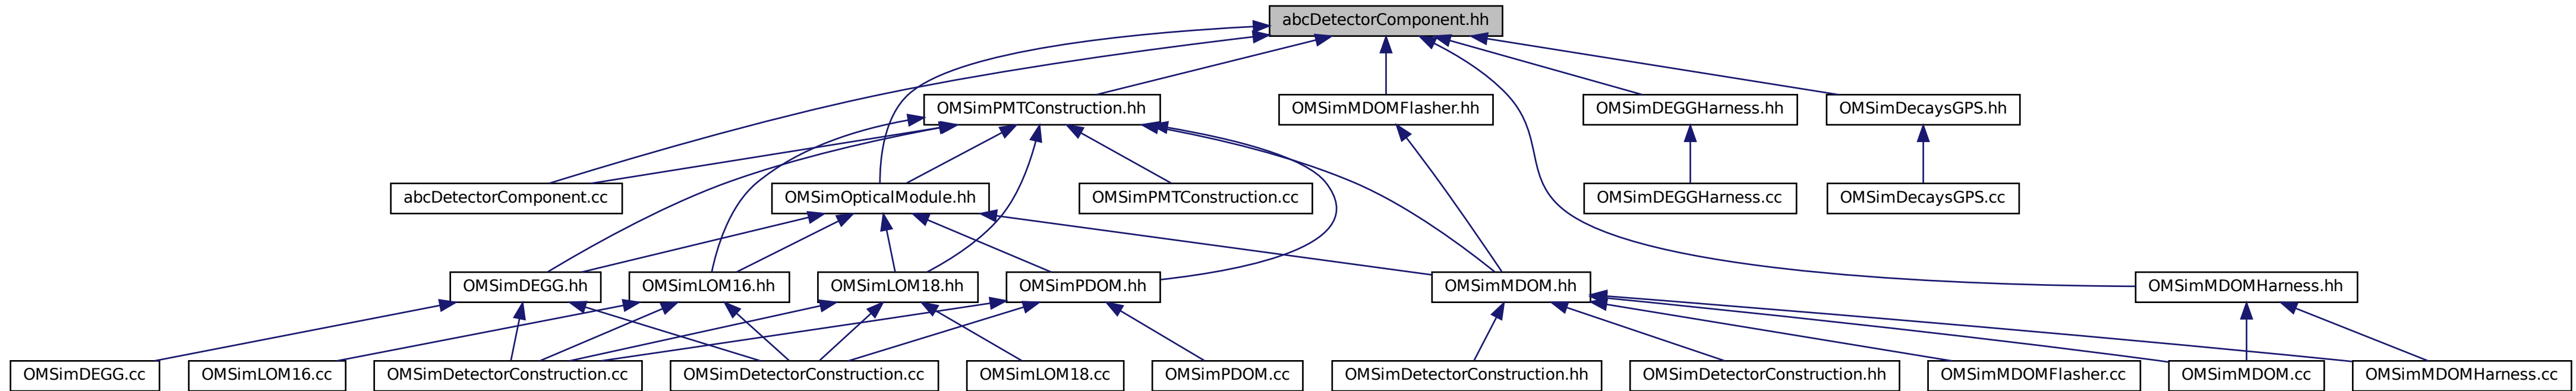 abcDetectorComponent.hh
OMSimPMTConstruction.hh
OMSimMDOMFlasher.hh
OMSimDEGGHarness.hh
OMSimDecaysGPS.hh
abcDetectorComponent.cc
OMSimOpticalModule.hh
OMSimPMTConstruction.cc
OMSimDEGGHarness.cc
OMSimDecaysGPS.cc
OMSimDEGG.hh
OMSimLOM16.hh
OMSimLOM18.hh
OMSimPDOM.hh
OMSimMDOM.hh
OMSimMDOMHarness.hh
OMSimDEGG.cc
OMSimLOM16.cc
OMSimDetectorConstruction.cc
OMSimDetectorConstruction.cc
OMSimLOM18.cc
OMSimPDOM.cc
OMSimDetectorConstruction.hh
OMSimDetectorConstruction.hh
OMSimMDOMFlasher.cc
OMSimMDOM.cc
OMSimMDOMHarness.cc